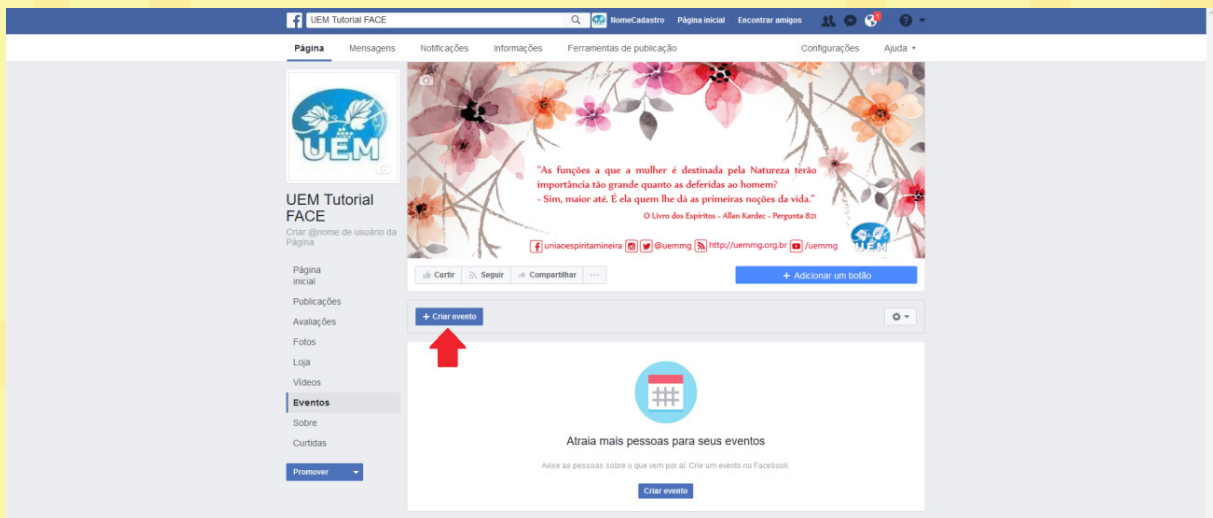 UEM Tutorial FACE
NomeCadastro Página inicial Encontrar amigos
Página Mensagens Notificações Informações Ferramentas de publicação Configurações Ajuda
UEM
"As funções a que a mulher é destinada pela Natureza terão
importância tão grande quanto as deferidas ao homem?
- Sim, maior até. É ela quem lhe dá as primeiras noções da vida."
O Livro dos Espíritos - Allan Kardec - Pergunta 821
uniaoespiritamineira @uemmg http://uemmg.org.br /uemmg
UEM
UEM Tutorial
FACE
Criar @nome de usuário da
Página
Curtir Seguir Compartilhar ...
+ Adicionar um botão
Página
inicial
Publicações
Avaliações
Fotos
Loja
Vídeos
Eventos
Sobre
Curtidas
Promover
+ Criar evento
Atraia mais pessoas para seus eventos
Avise as pessoas sobre o que vem por aí. Crie um evento no Facebook.
Criar evento